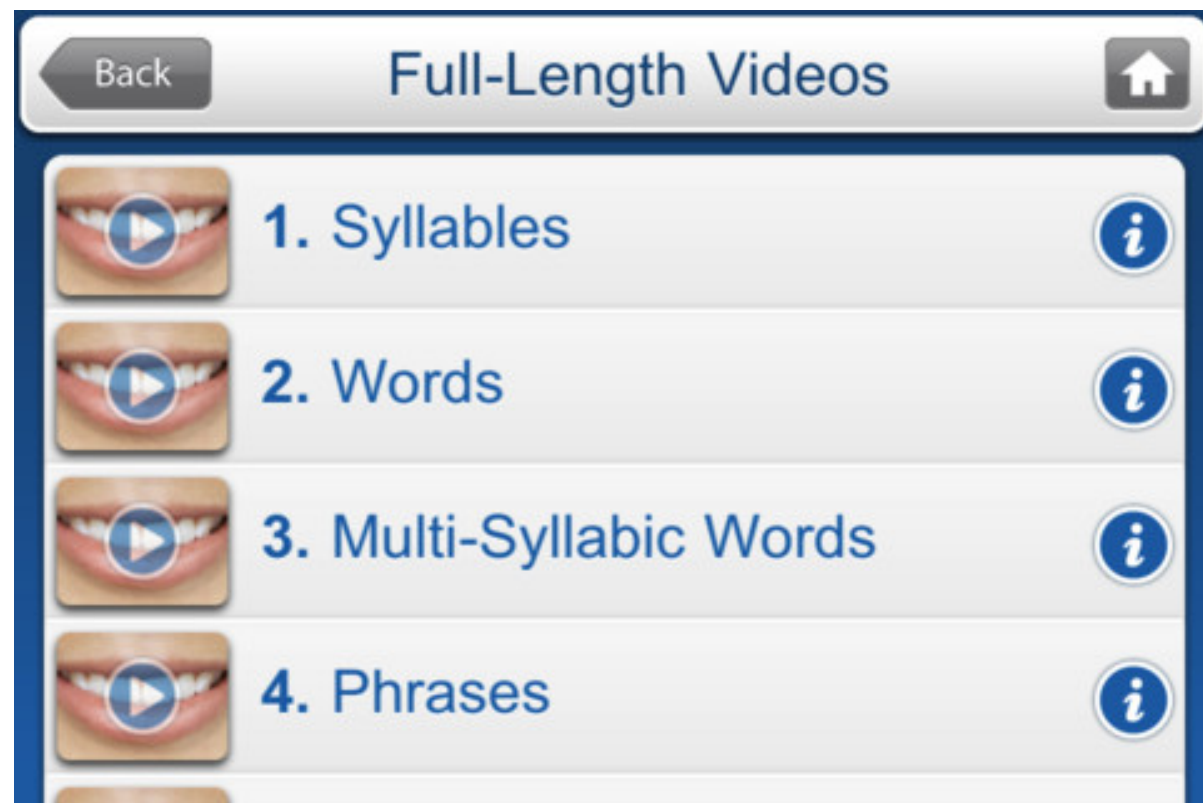 Back
Full-Length Videos
1. Syllables
i
2. Words
i
3. Multi-Syllabic Words
i
4. Phrases
i